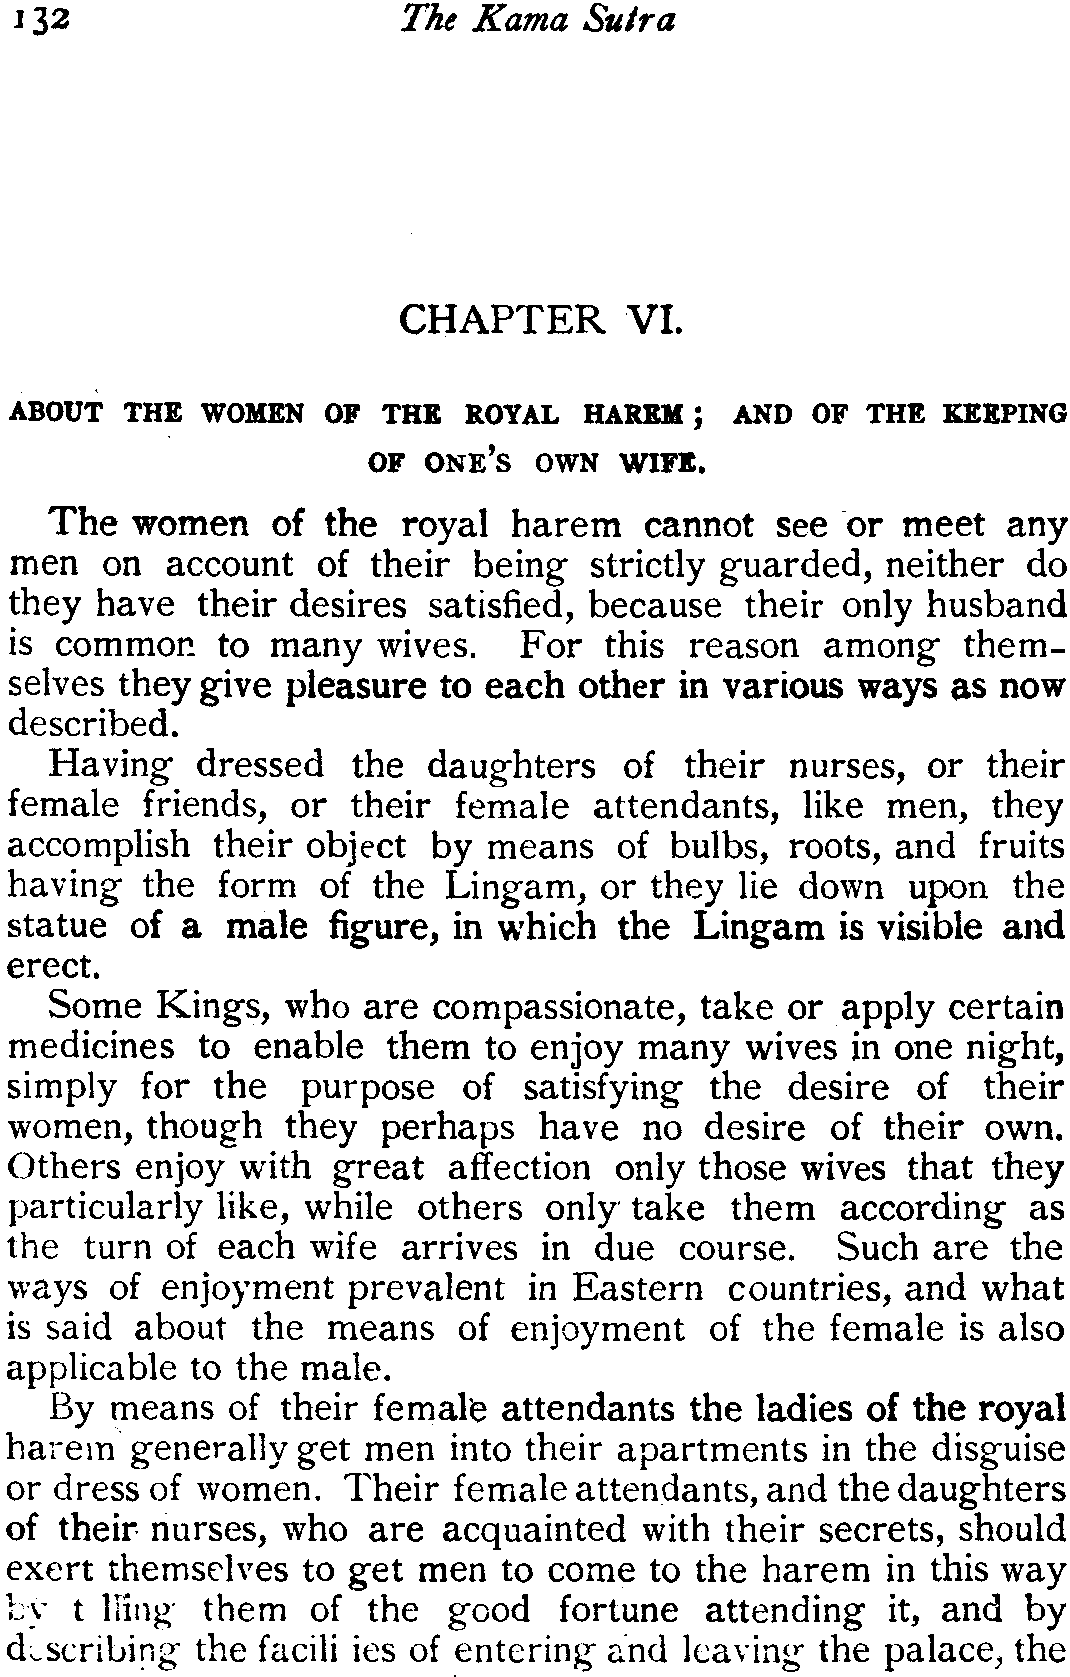 132 The Kama Sutra
CHAPTER VI.
ABOUT THE WOMEN OF THE ROYAL HAREM; AND OF THE KEEPING
OF ONE'S OWN WIFE.
The women of the royal harem cannot see or meet any
men on account of their being strictly guarded, neither do
they have their desires satisfied, because their only husband
is common to many wives. For this reason among them-
selves they give pleasure to each other in various ways as now
described.
Having dressed the daughters of their nurses, or their
female friends, or their female attendants, like men, they
accomplish their object by means of bulbs, roots, and fruits
having the form of the Lingam, or they lie down upon the
statue of a male figure, in which the Lingam is visible and
erect.
Some Kings, who are compassionate, take or apply certain
medicines to enable them to enjoy many wives in one night,
simply for the purpose of satisfying the desire of their
women, though they perhaps have no desire of their own.
Others enjoy with great affection only those wives that they
particularly like, while others only take them according as
the turn of each wife arrives in due course. Such are the
ways of enjoyment prevalent in Eastern countries, and what
is said about the means of enjoyment of the female is also
applicable to the male.
By means of their female attendants the ladies of the royal
harem generally get men into their apartments in the disguise
or dress of women. Their female attendants, and the daughters
of their nurses, who are acquainted with their secrets, should
exert themselves to get men to come to the harem in this way
by t lling them of the good fortune attending it, and by
describing the facili ies of entering and leaving the palace, the